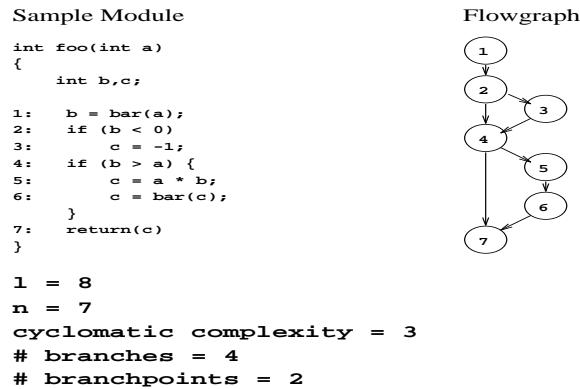 Sample Module
int foo(int a)
{
int b,c;
1: b = bar(a);
2: if (b < 0)
3: c = -1;
4: if (b > a) {
5: c = a * b;
6: c = bar(c);
}
7: return(c)
}
Flowgraph
1
2
3
4
5
6
7
l = 8
n = 7
cyclomatic complexity = 3
# branches = 4
# branchpoints = 2